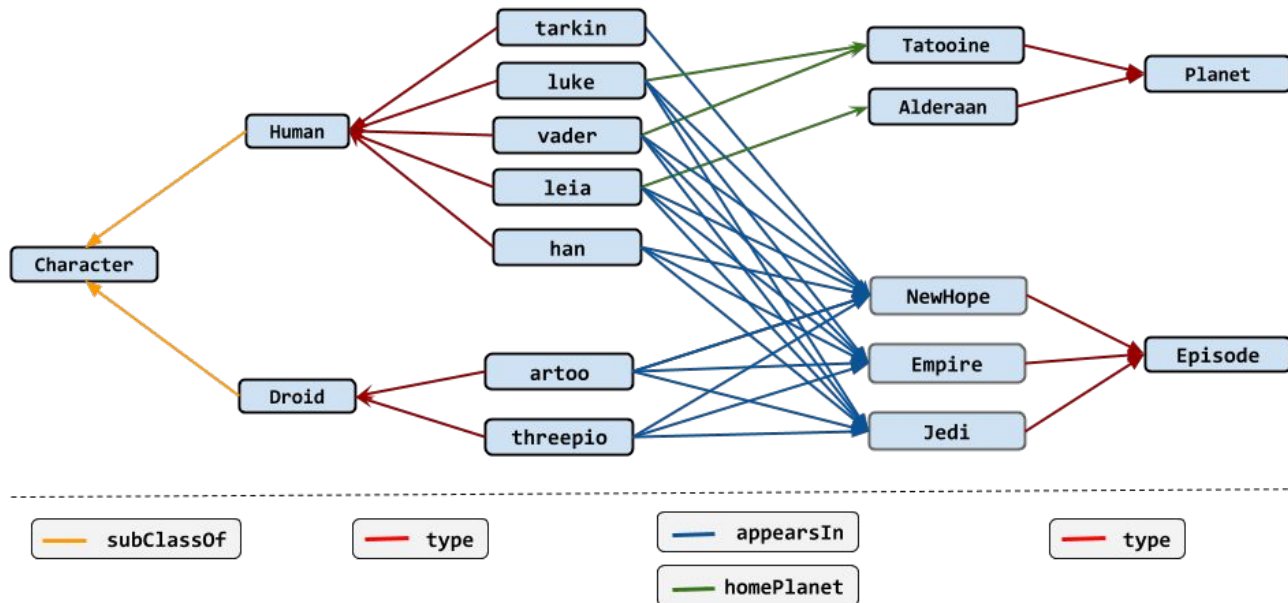 tarkin
luke
vader
leia
han
artoo
threepio
Human
Droid
Character
Tatooine
Alderaan
Planet
NewHope
Empire
Jedi
Episode
subClassOf
type
appearsIn
homePlanet
type